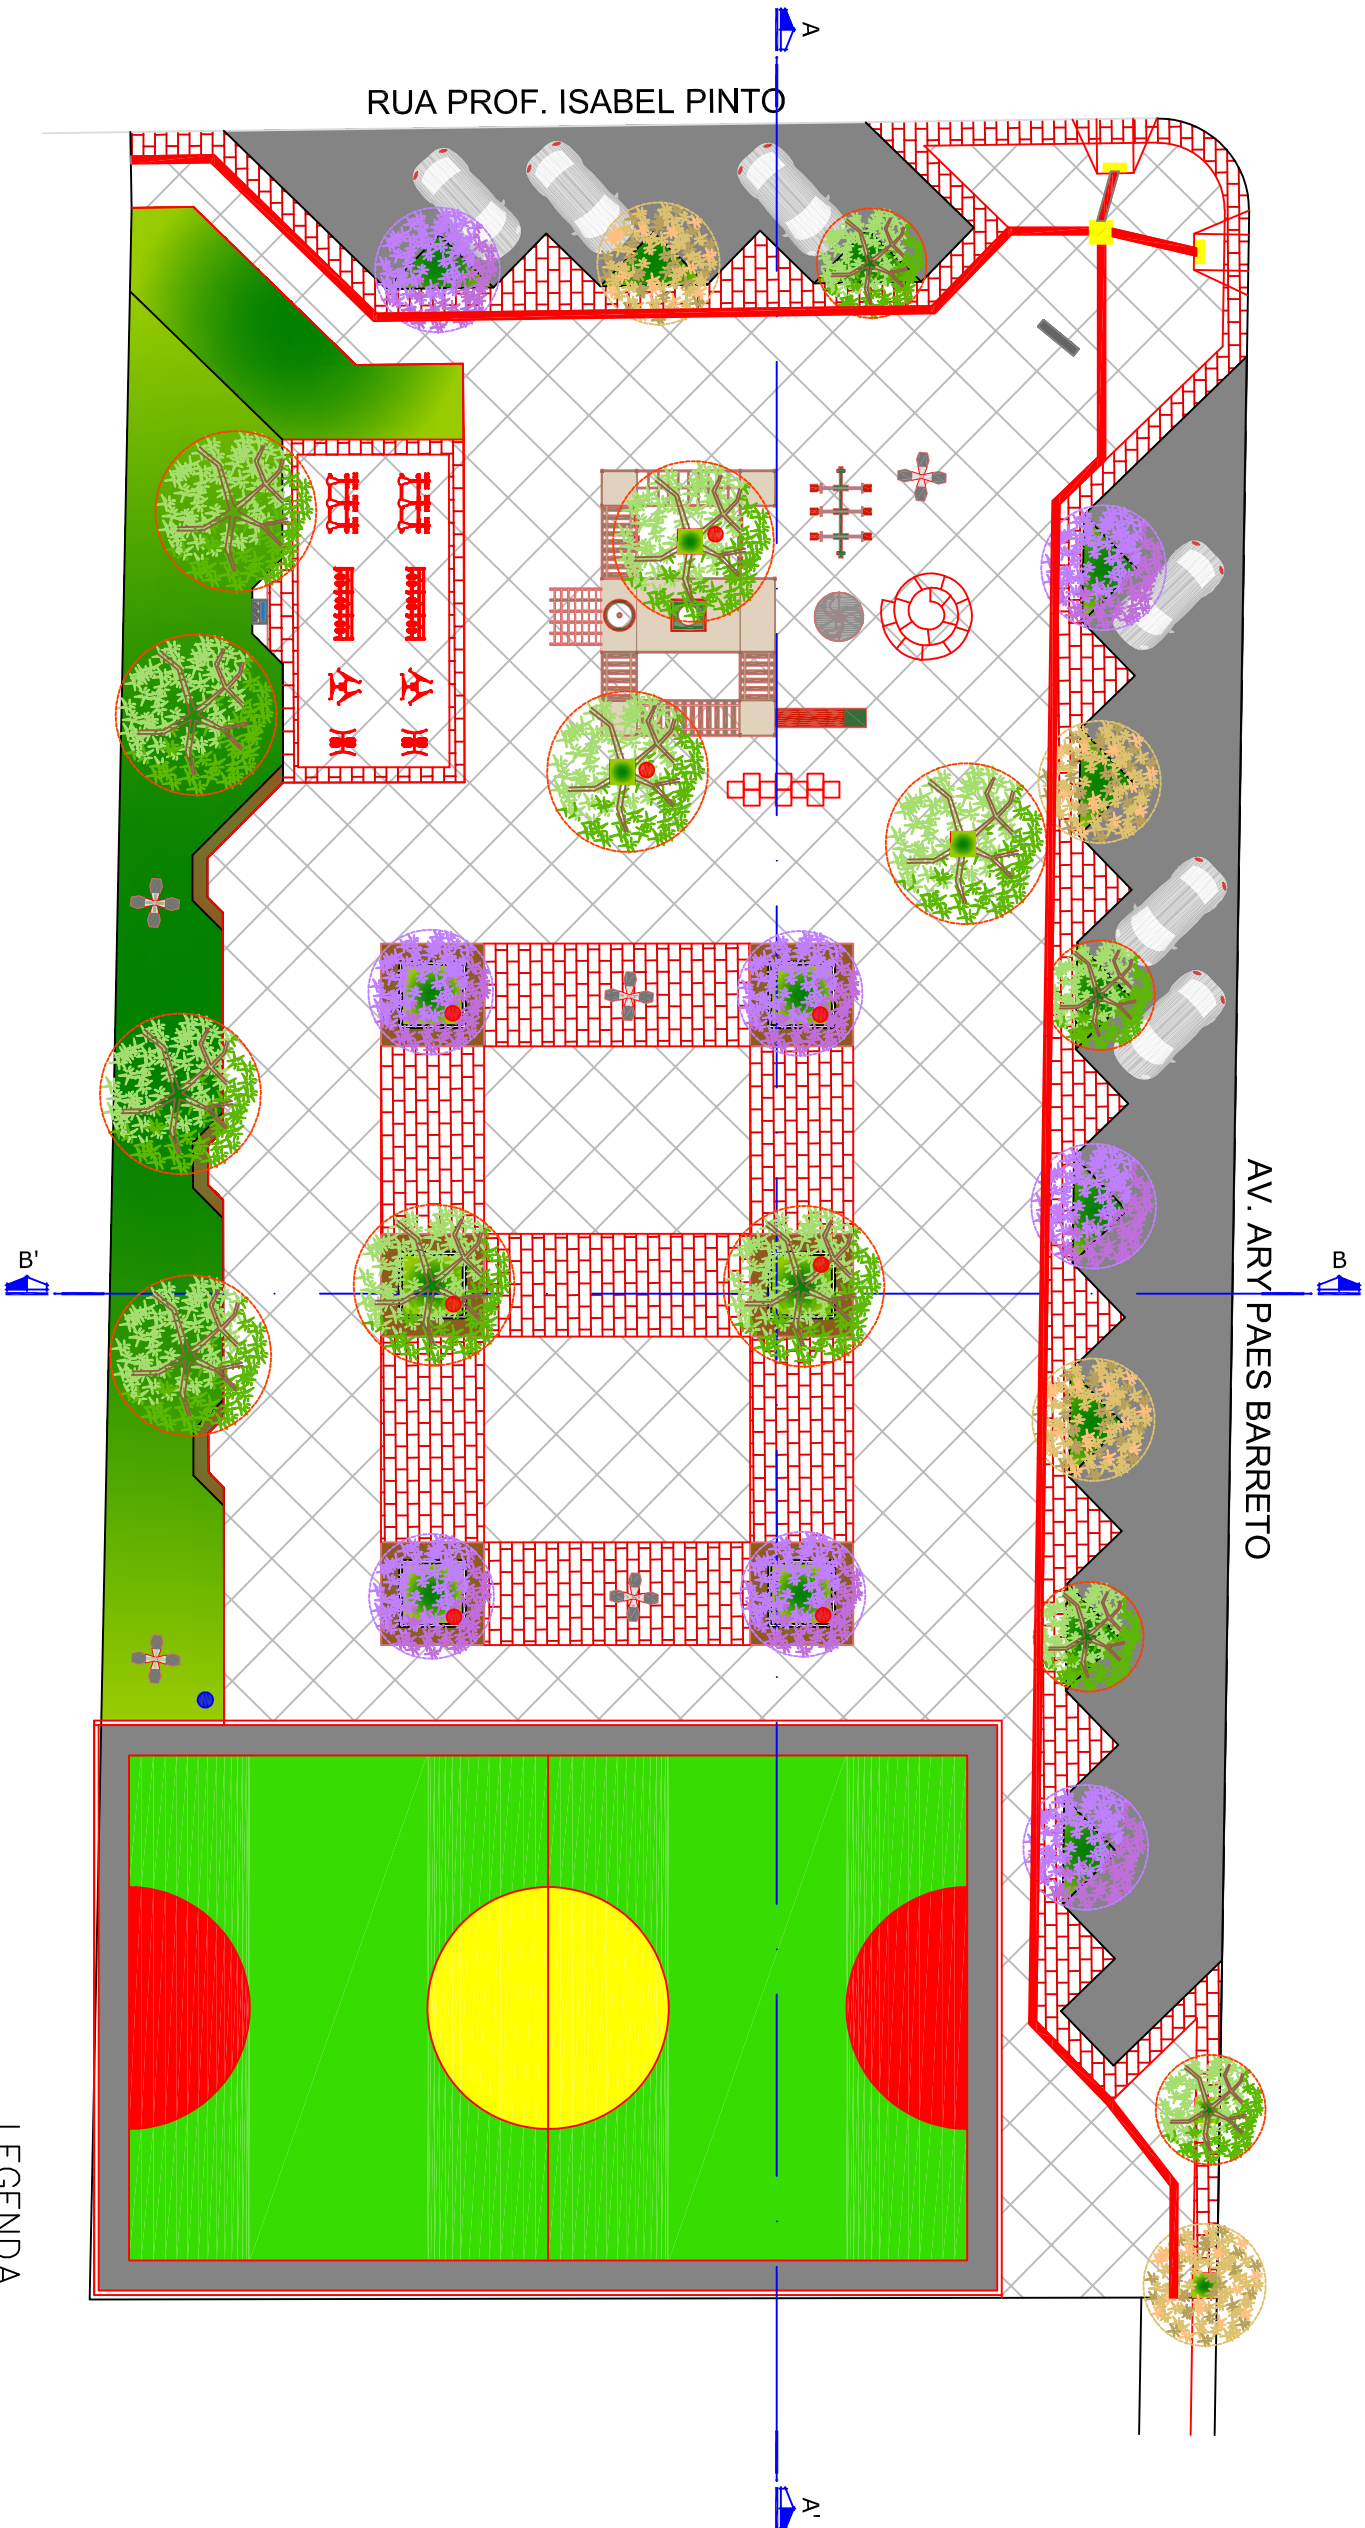 A
RUA PROF. ISABEL PINTO
AV. ARY PAES BARRETO
B'
B
LEGENDA
A'